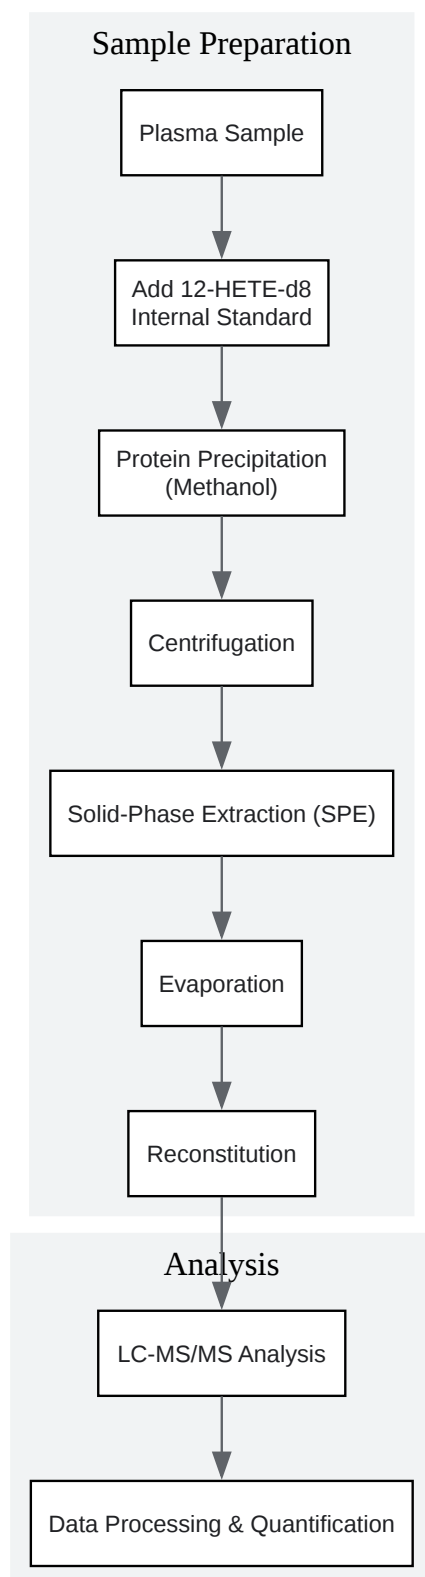 Sample Preparation
Plasma Sample
Add 12-HETE-d8
Internal Standard
Protein Precipitation
(Methanol)
Centrifugation
Solid-Phase Extraction (SPE)
Evaporation
Reconstitution
Analysis
LC-MS/MS Analysis
Data Processing & Quantification